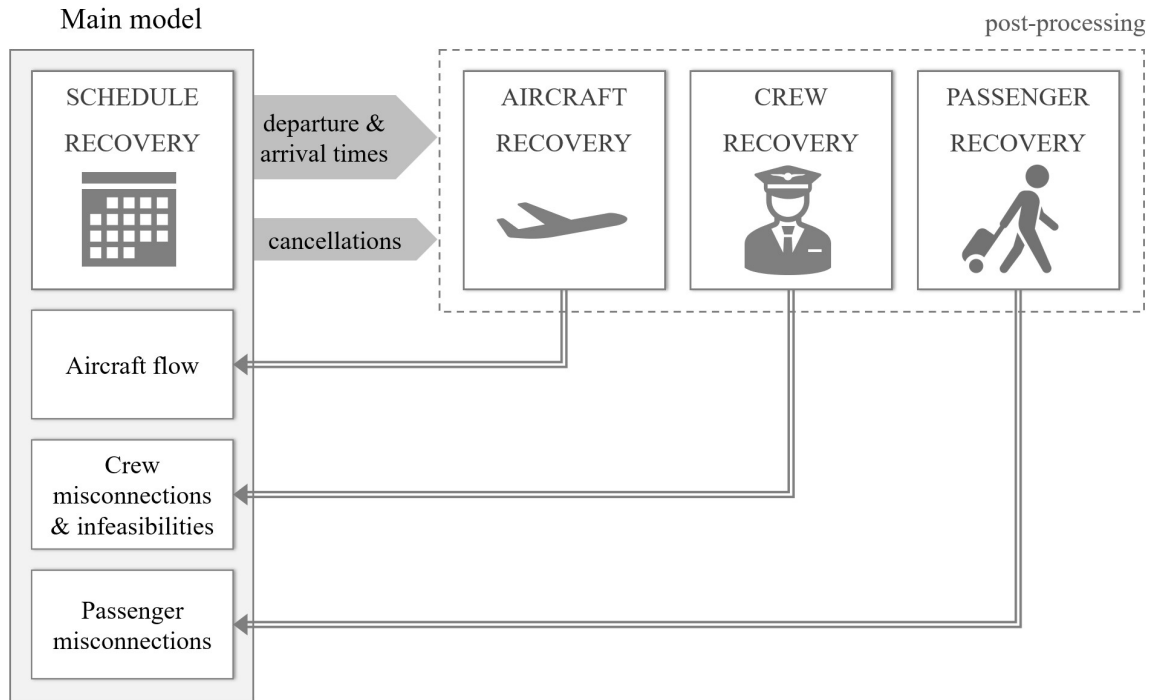 Main model
post-processing
SCHEDULE
RECOVERY
departure &
arrival times
cancellations
AIRCRAFT
RECOVERY
CREW
RECOVERY
PASSENGER
RECOVERY
Aircraft flow
Crew
misconnections
& infeasibilities
Passenger
misconnections